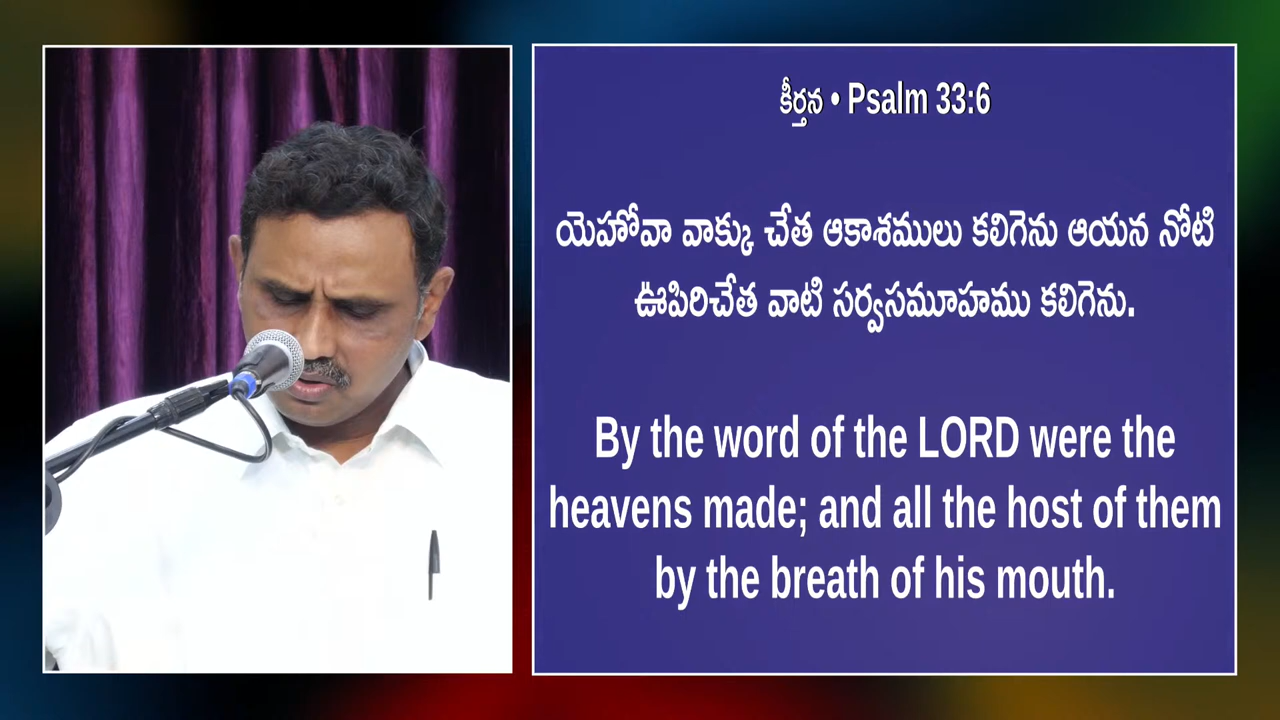 కీర్తన • Psalm 33:6
యెహోవా వాక్కు చేత ఆకాశములు కలిగెను ఆయన నోటి
ఊపిరిచేత వాటి సర్వసమూహము కలిగెను.
By the word of the LORD were the
heavens made; and all the host of them
by the breath of his mouth.